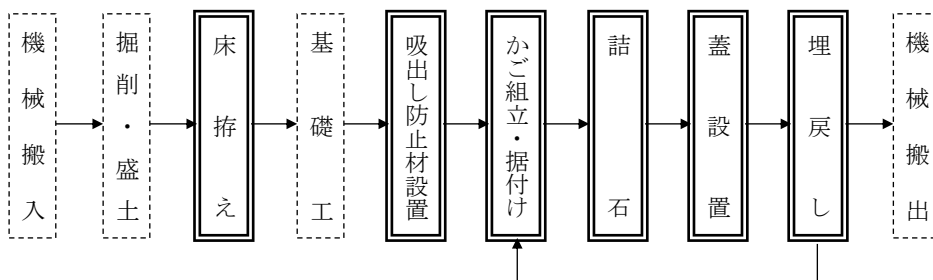 機械搬入
掘削・盛土
床拵え
基礎工
吸出し防止材設置
かご組立・据付け
詰石
蓋設置
埋戻し
機械搬出